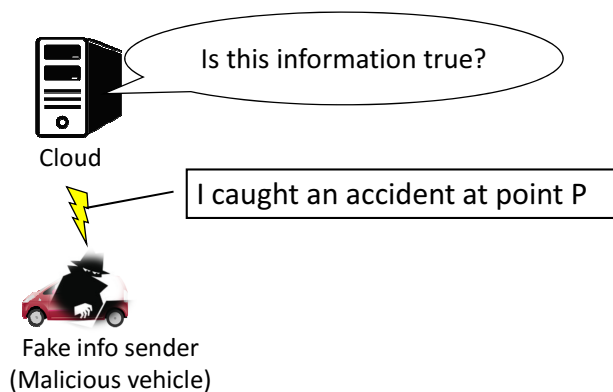 Is this information true?
Cloud
I caught an accident at point P
Fake info sender
(Malicious vehicle)